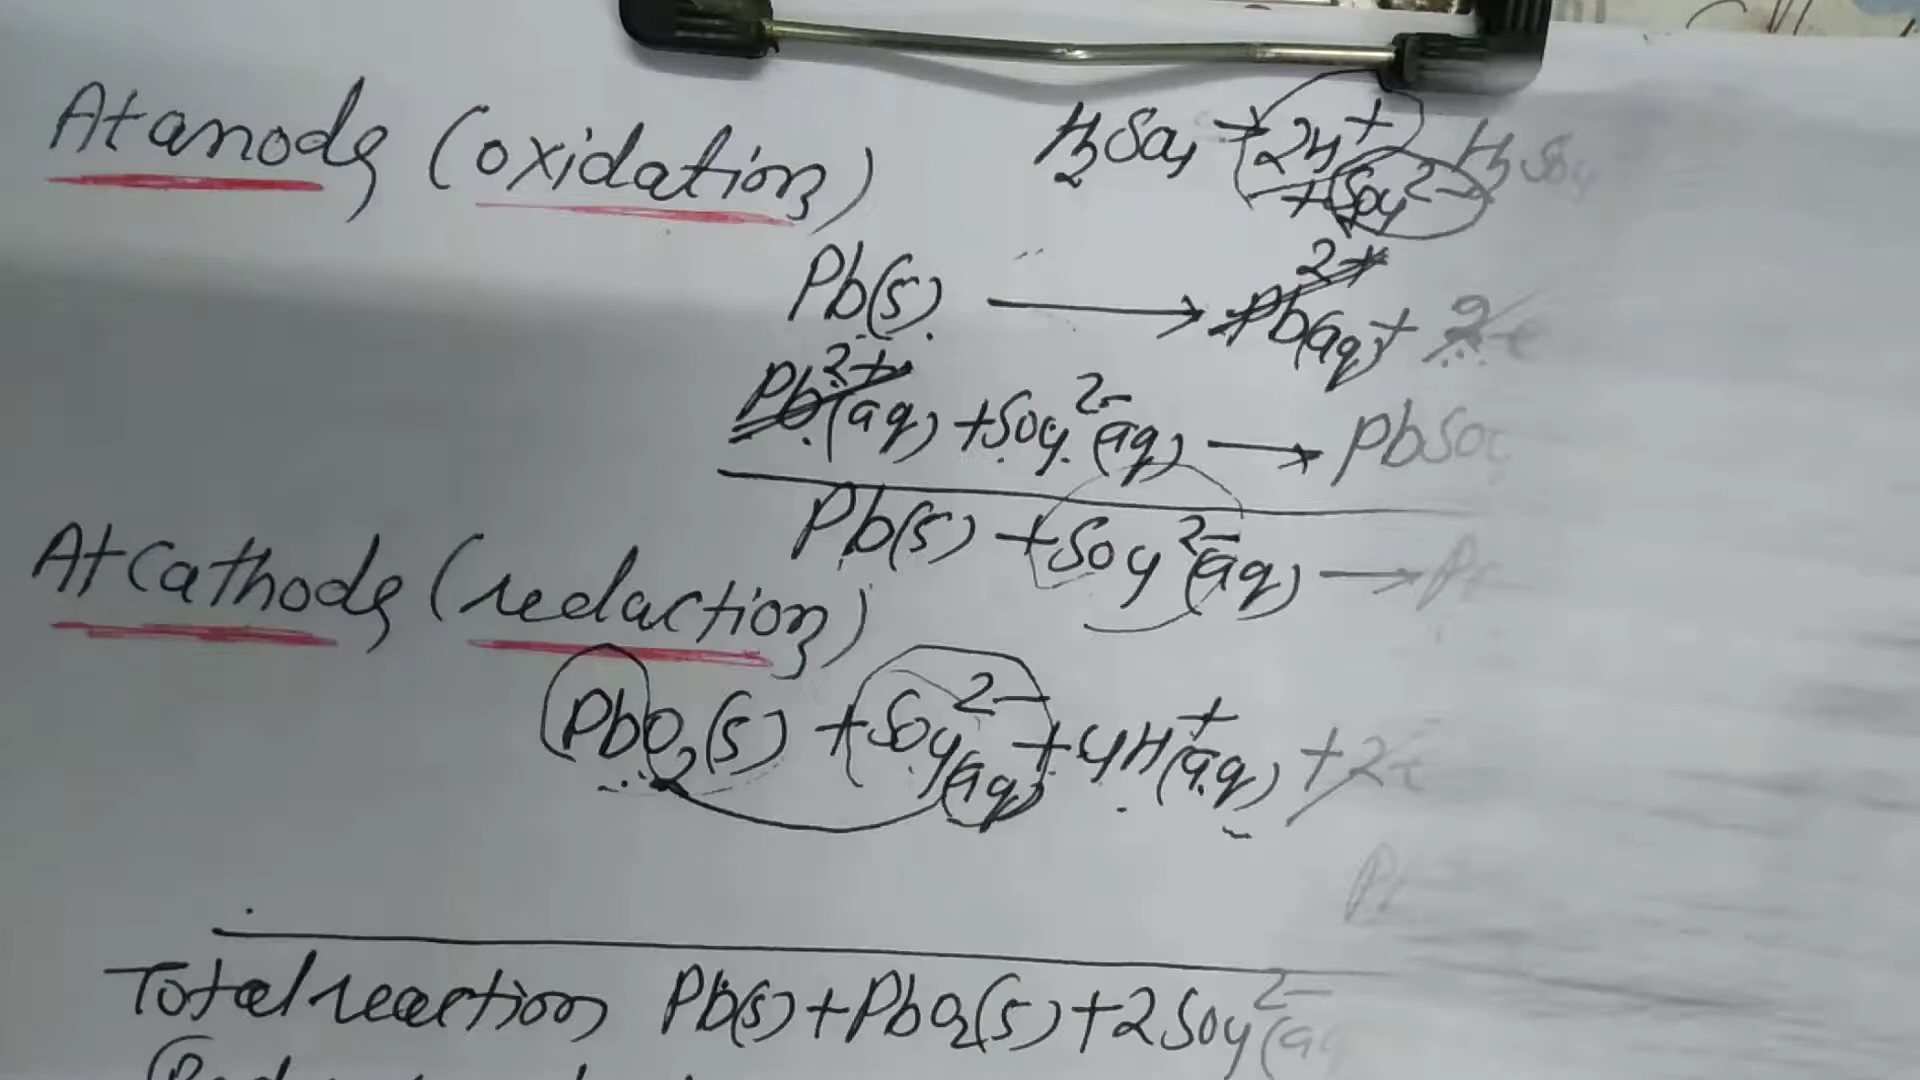 H2SO4 → 2H+
+ SO4 2-
At anode (oxidation)
Pb(s) → Pb2+(aq) + 2e
Pb2+(aq) + SO4 2-(aq) → PbSO4
Pb(s) + SO4 2-(aq) →
At Cathode (reduction)
PbO2(s) + SO4 2-(aq) + 4H+(aq) + 2e
Total reaction Pb(s) + PbO2(s) + 2SO4 2-(aq